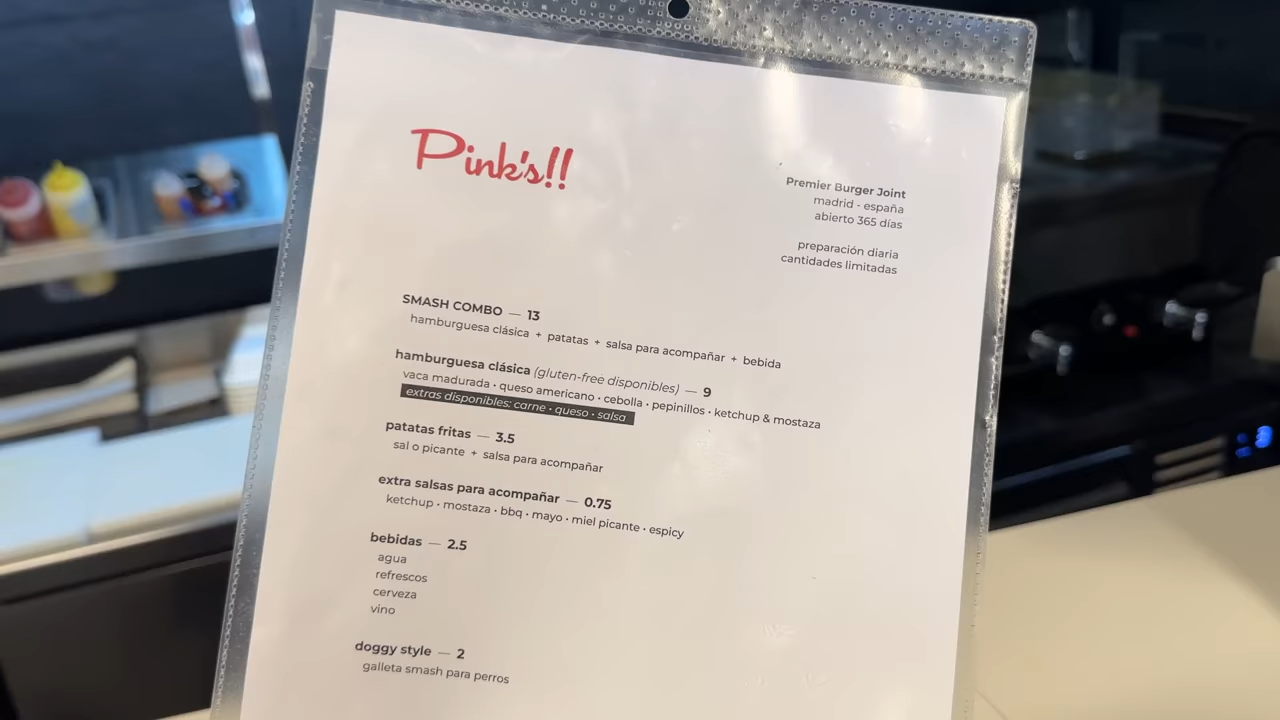 Pink's!!
Premier Burger Joint
madrid - españa
abierto 365 días
preparación diaria
cantidades limitadas
SMASH COMBO — 13
hamburguesa clásica + patatas + salsa para acompañar + bebida
hamburguesa clásica (gluten-free disponibles) — 9
vaca madurada • queso americano • cebolla • pepinillos • ketchup & mostaza
extras disponibles: carne • queso • salsa
patatas fritas — 3.5
sal o picante + salsa para acompañar
extra salsas para acompañar — 0.75
ketchup • mostaza • bbq • mayo • miel picante • espicy
bebidas — 2.5
agua
refrescos
cerveza
vino
doggy style — 2
galleta smash para perros